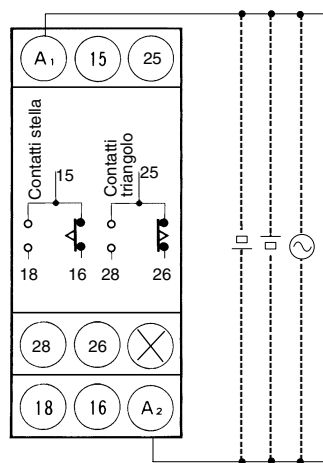 A1 15 25
Contatti stella
Contatti
triangolo
15 25
18 16 28 26
28 26
18 16 A2